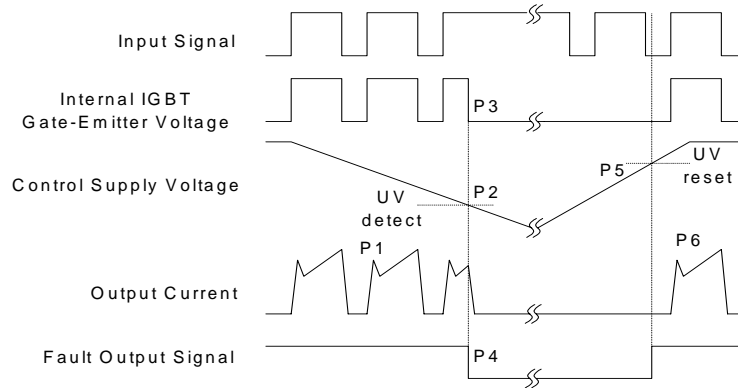 Input Signal
Internal IGBT
Gate-Emitter Voltage
P3
Control Supply Voltage
P2
UV
detect
P5
UV
reset
P1
P6
Output Current
Fault Output Signal
P4